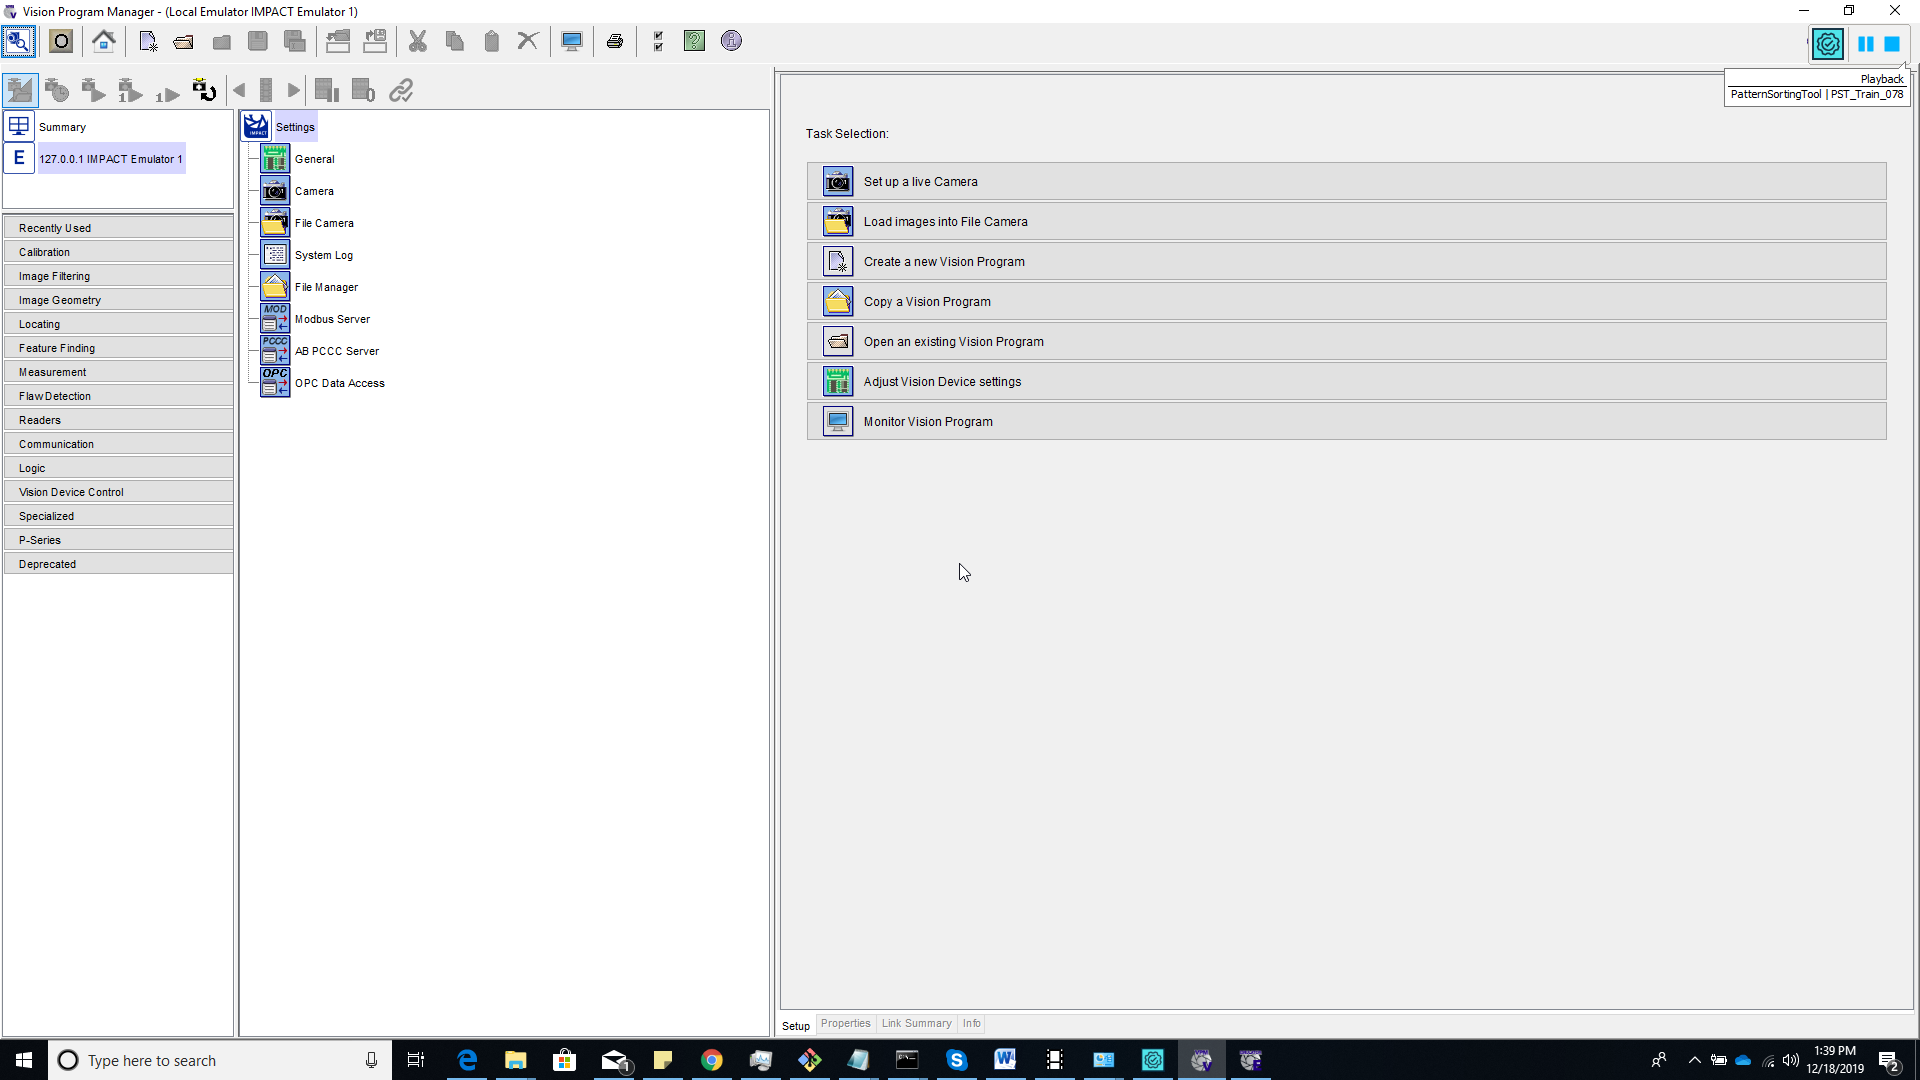 Vision Program Manager - (Local Emulator IMPACT Emulator 1)
O
Playback
PatternSortingTool | PST_Train_078
Summary
E 127.0.0.1 IMPACT Emulator 1
Recently Used
Calibration
Image Filtering
Image Geometry
Locating
Feature Finding
Measurement
Flaw Detection
Readers
Communication
Logic
Vision Device Control
Specialized
P-Series
Deprecated
IMPACT
Settings
General
Camera
File Camera
System Log
File Manager
MOD
Modbus Server
PCCC
AB PCCC Server
OPC
OPC Data Access
Task Selection:
Set up a live Camera
Load images into File Camera
Create a new Vision Program
Copy a Vision Program
Open an existing Vision Program
Adjust Vision Device settings
Monitor Vision Program
Setup Properties Link Summary Info
Type here to search
1
1:39 PM
12/18/2019
2